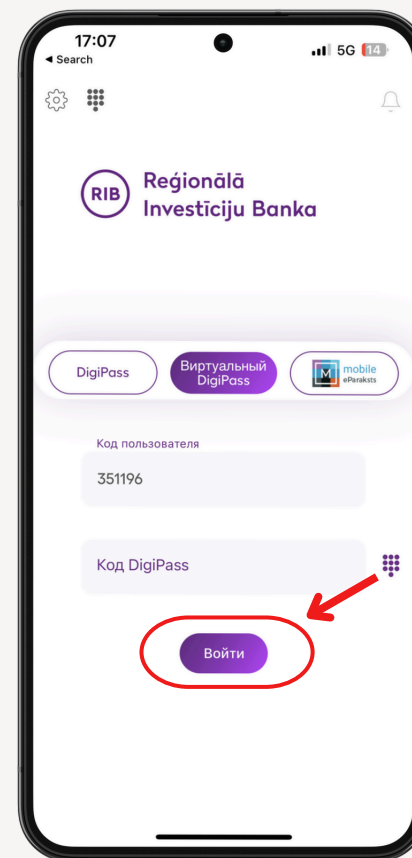 17:07
5G 14
◄ Search
RIB
Reģionālā
Investīciju Banka
DigiPass
Виртуальный
DigiPass
M mobile
eParaksts
Код пользователя
351196
Код DigiPass
Войти